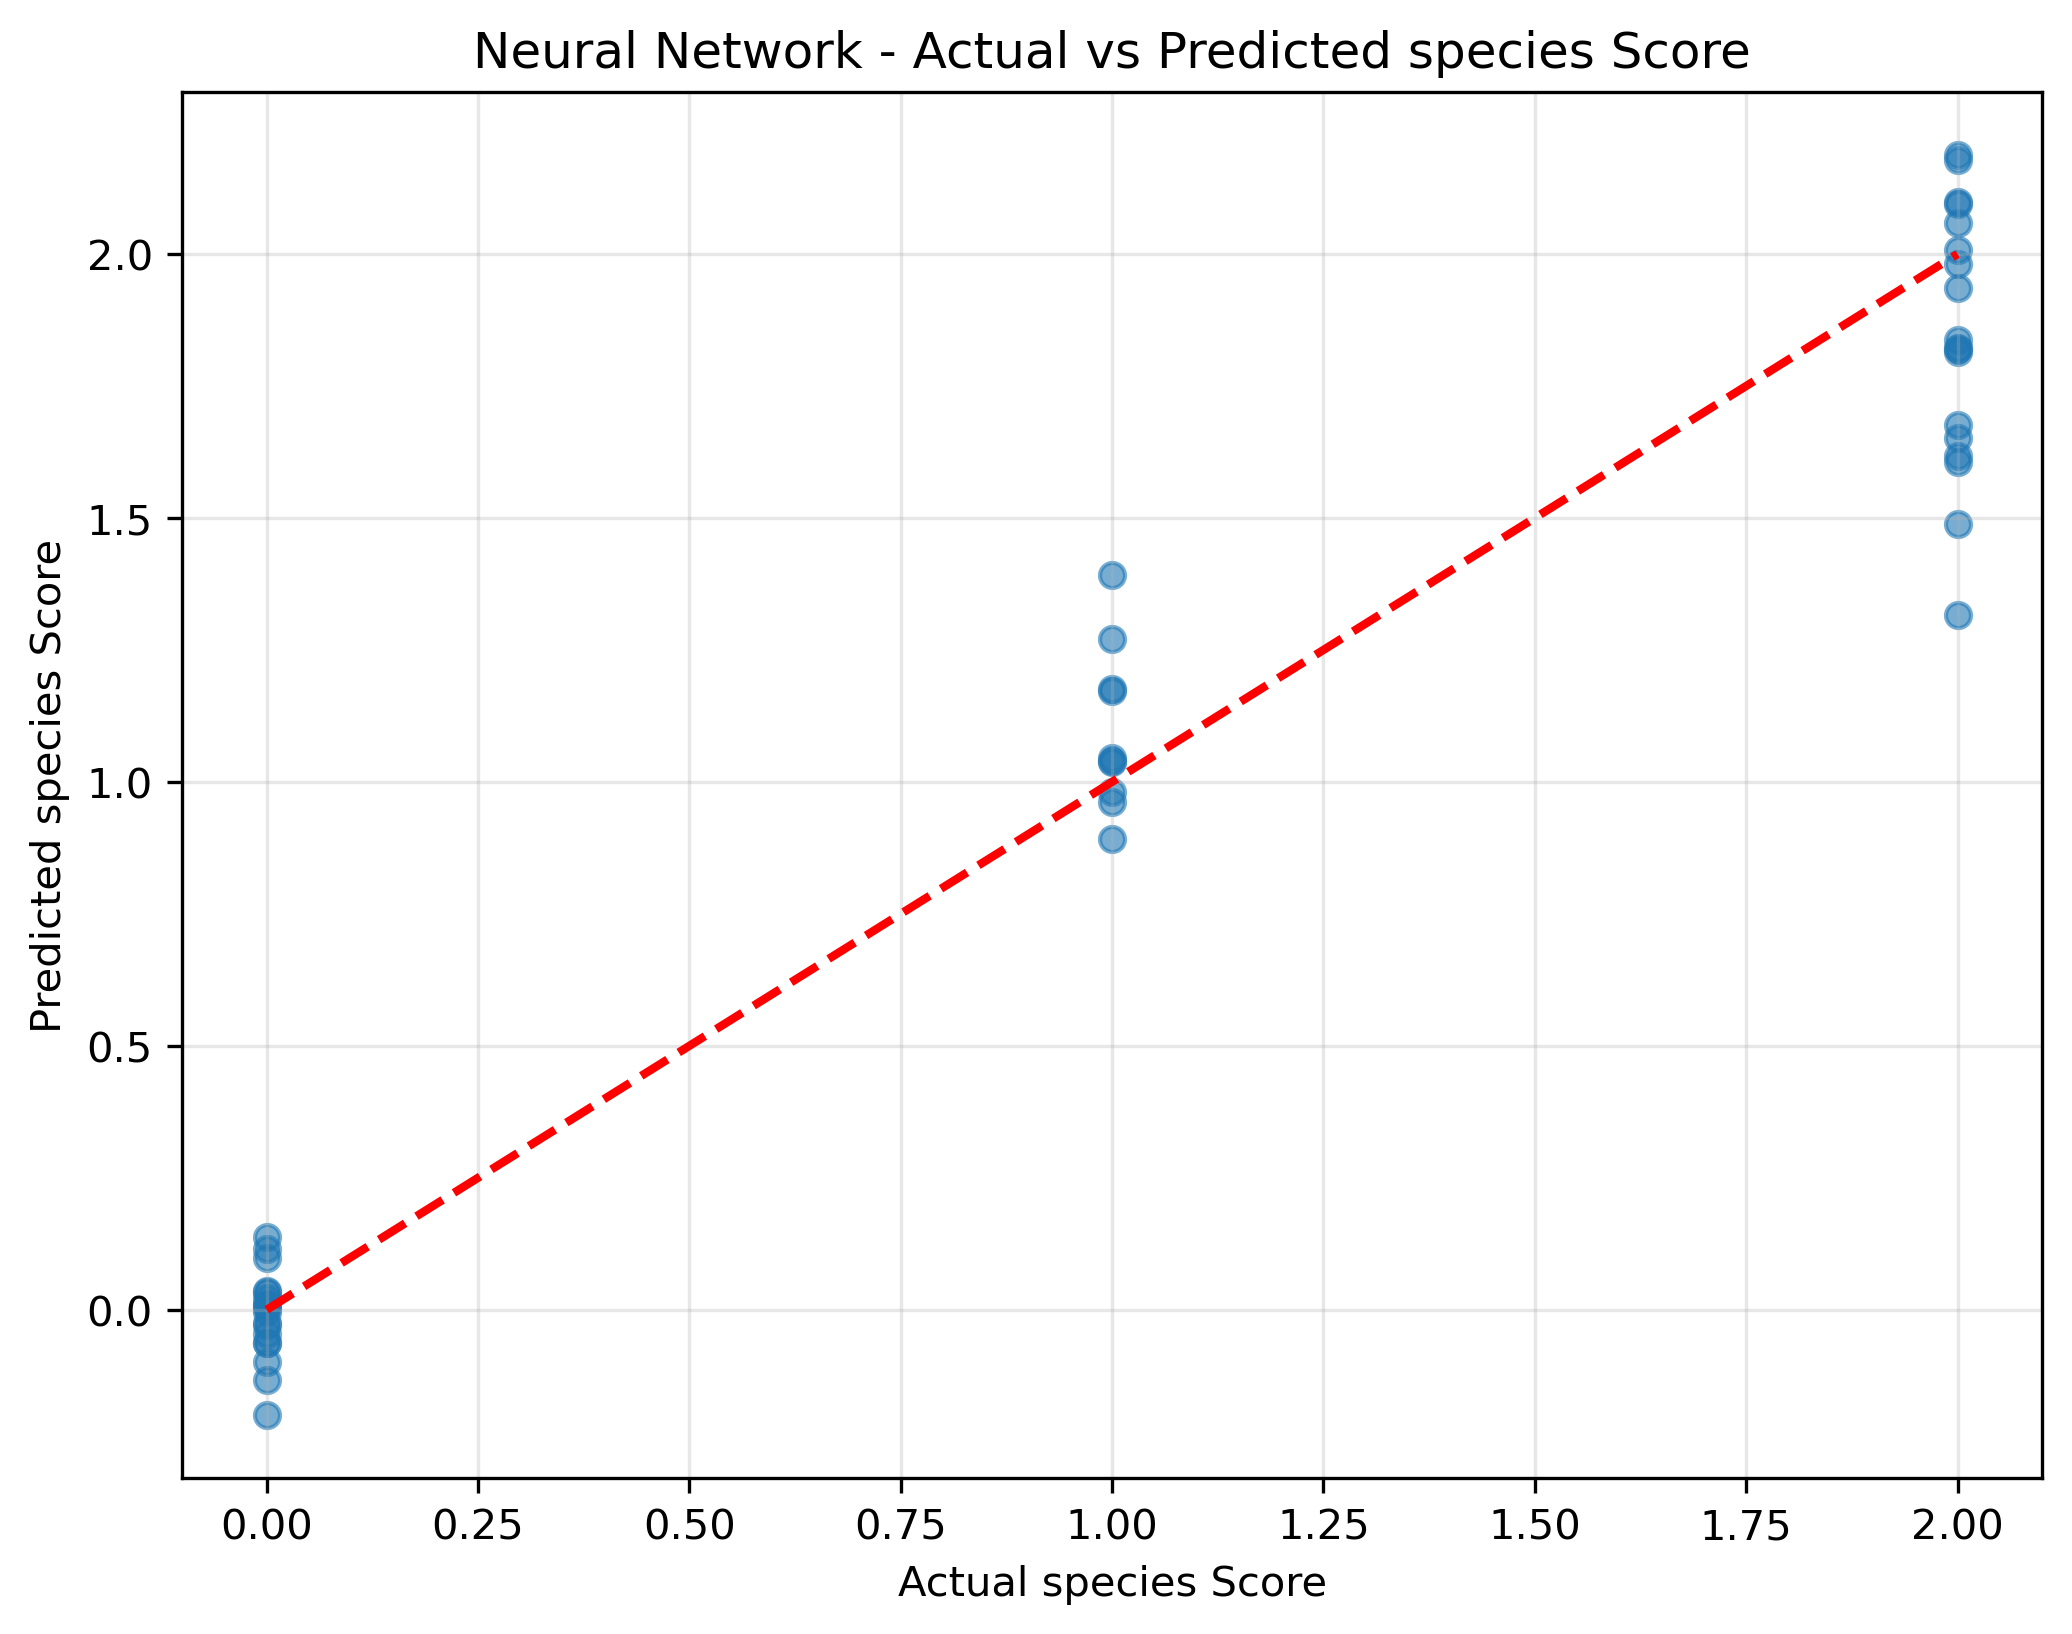 Neural Network - Actual vs Predicted species Score
Predicted species Score
2.0
1.5
1.0
0.5
0.0
0.00 0.25 0.50 0.75 1.00 1.25 1.50 1.75 2.00
Actual species Score